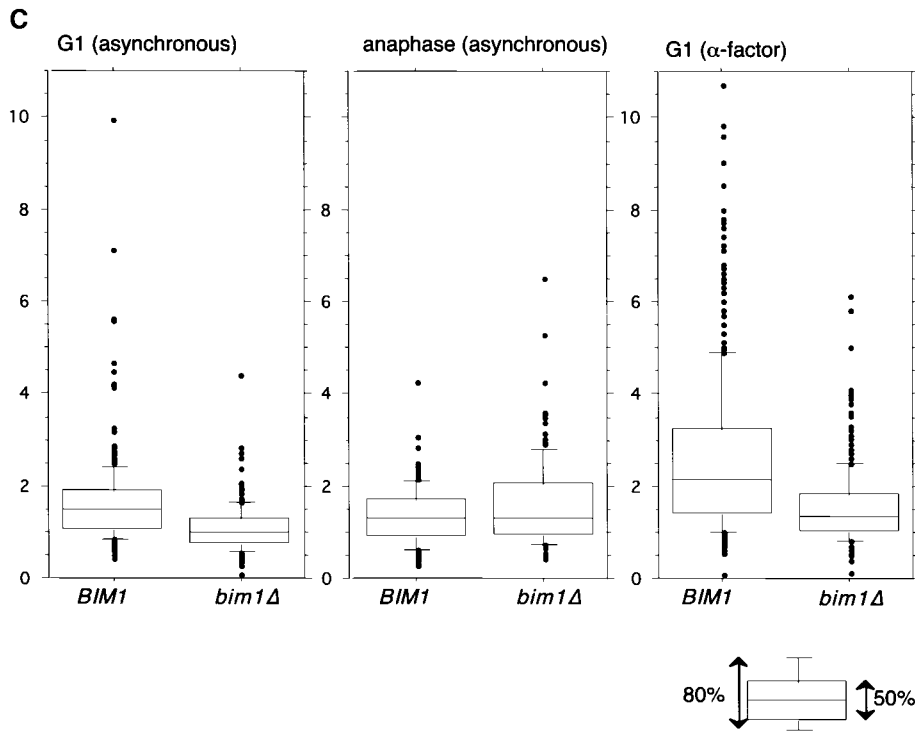 C
G1 (asynchronous)
anaphase (asynchronous)
G1 (α-factor)
10
8
6
4
2
0
8
6
4
2
0
10
8
6
4
2
0
BIM1
bim1Δ
BIM1
bim1Δ
BIM1
bim1Δ
80%
50%